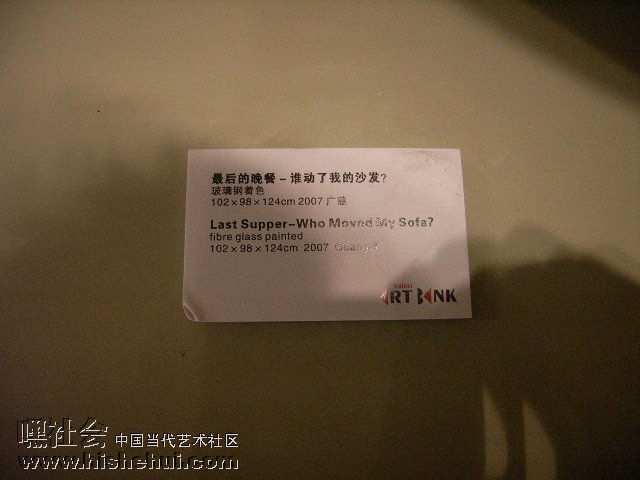 最后的晚餐－谁动了我的沙发?
玻璃钢着色
102×98×124cm 2007 广慈
Last Supper-Who Moved My Sofa?
fibre glass painted
102×98×124cm 2007 Guangci
ART BANK
嘿社会 中国当代艺术社区
www.hishehui.com